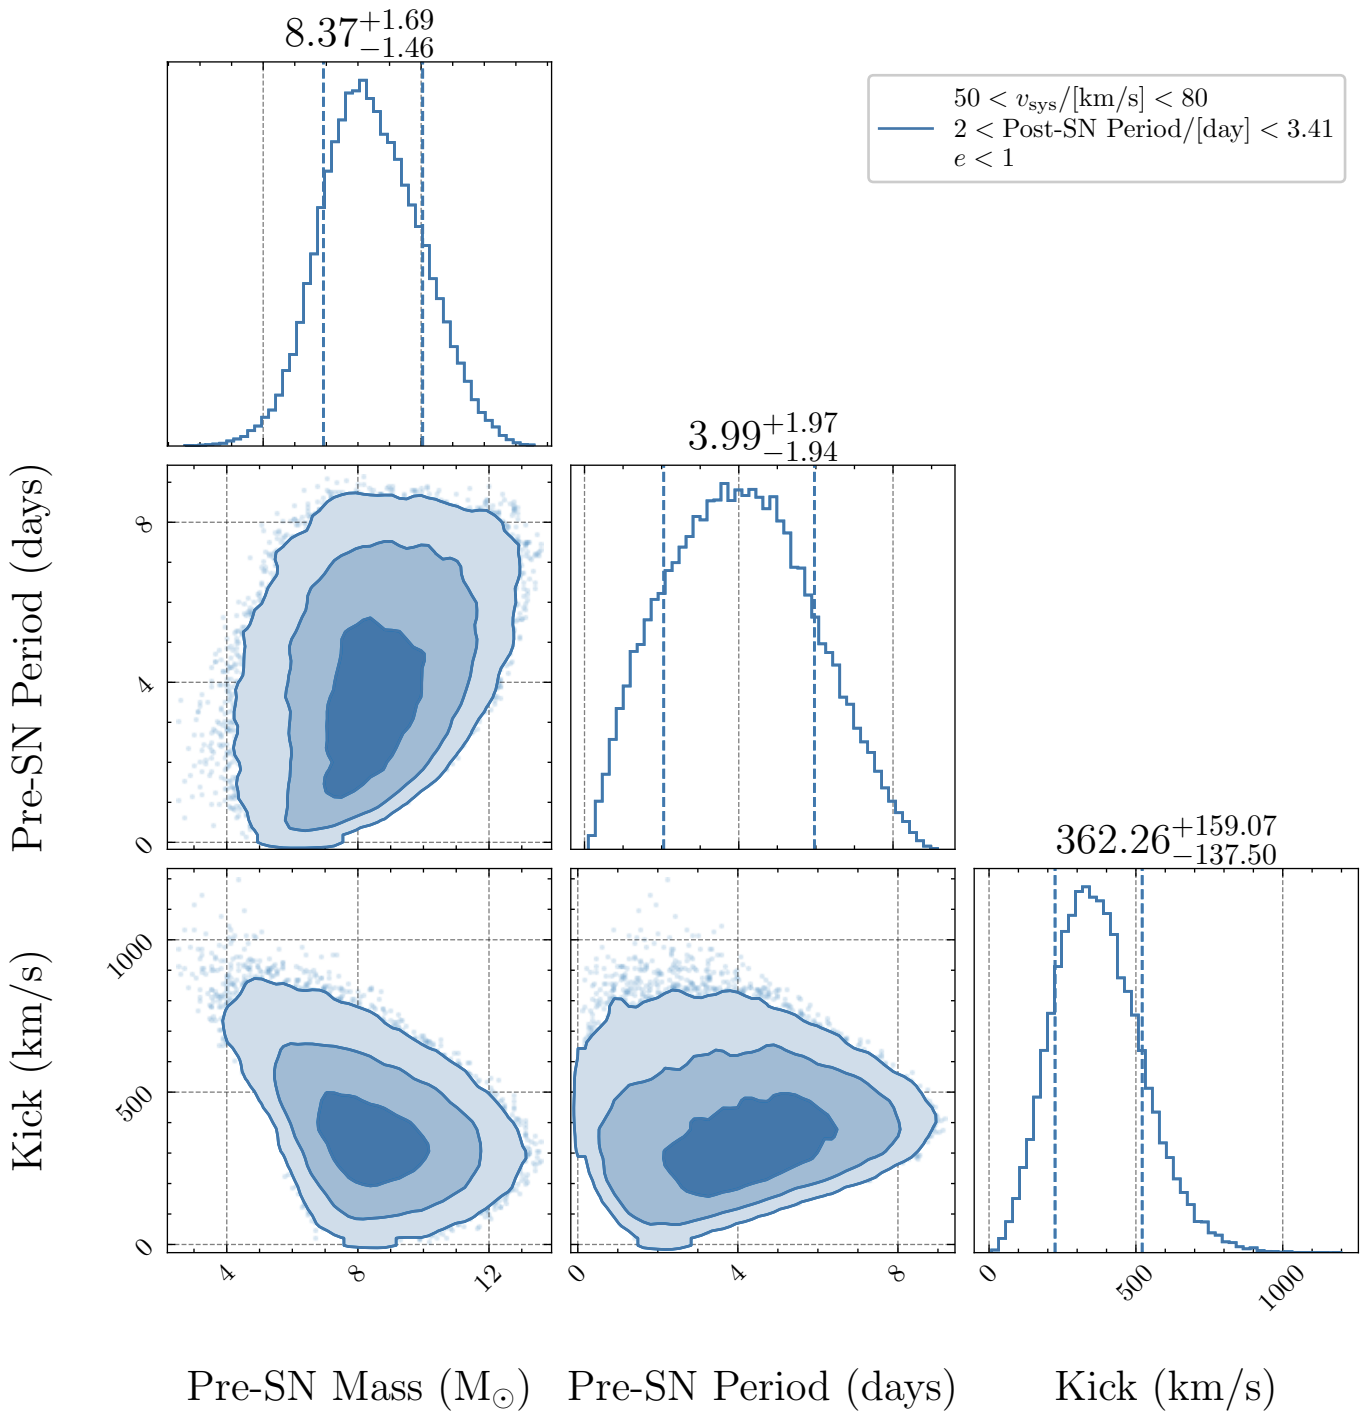 8.37+1.69−1.46
50 < vsys/[km/s] < 80
2 < Post-SN Period/[day] < 3.41
e < 1
3.99+1.97−1.94
Pre-SN Period (days)
8
4
0
362.26+159.07−137.50
Kick (km/s)
1000
500
0
4
8
12
0
4
8
0
500
1000
Pre-SN Mass (M⊙)
Pre-SN Period (days)
Kick (km/s)